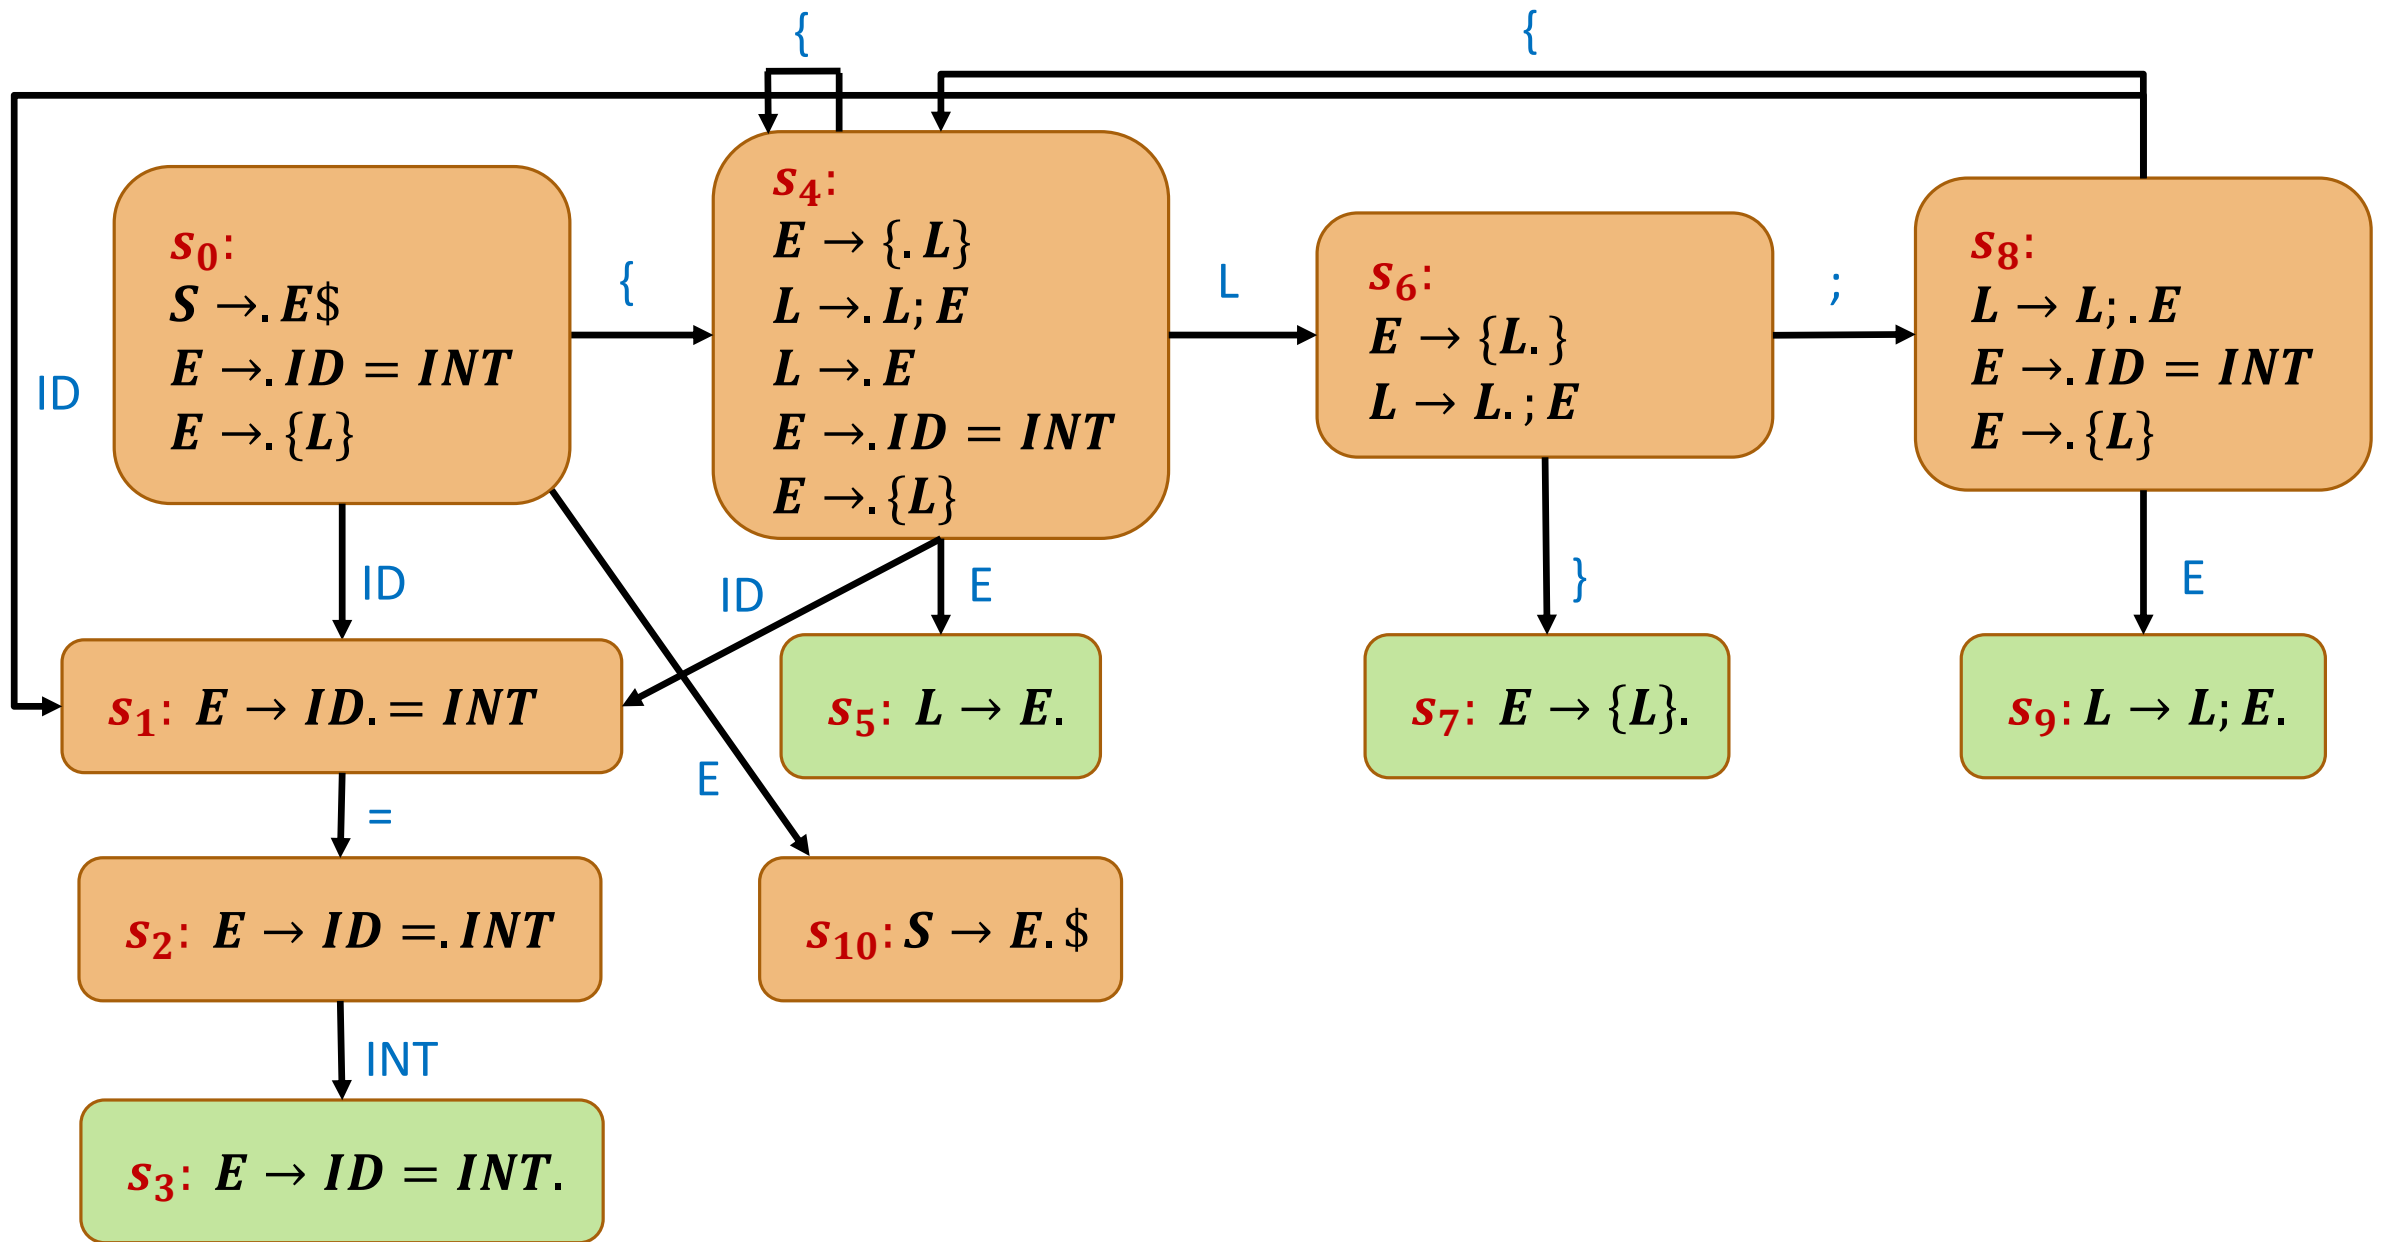 {
{
s₀:
S →. E$
E →. ID = INT
E →. {L}
{
s₄:
E → {. L}
L →. L; E
L →. E
E →. ID = INT
E →. {L}
L
s₆:
E → {L. }
L → L. ; E
;
s₈:
L → L; . E
E →. ID = INT
E →. {L}
ID
ID
ID
E
}
E
s₁: E → ID. = INT
s₅: L → E.
s₇: E → {L}.
s₉: L → L; E.
=
E
s₂: E → ID =. INT
s₁₀: S → E. $
INT
s₃: E → ID = INT.